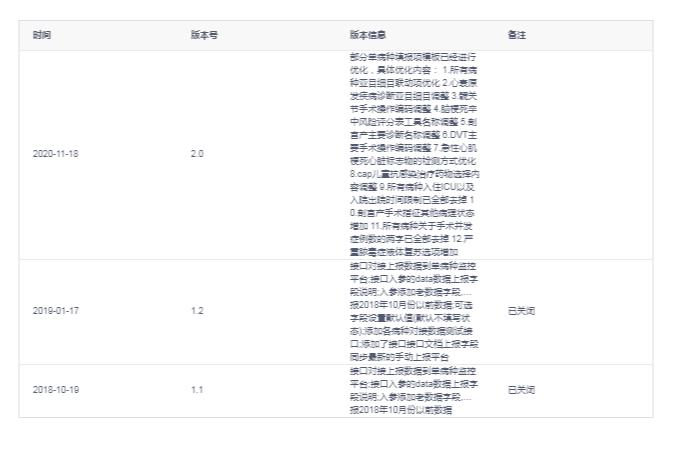 时间 版本号 版本信息 备注
部分单病种填报项模板已经进行
优化，具体优化内容： 1.所有病
种亚目细目联动项优化 2.心衰原
发疾病诊断亚目细目调整 3.髋关
节手术操作编码调整 4.脑梗死卒
中风险评分表工具名称调整 5.剖
宫产主要诊断名称调整 6.DVT主
要手术操作编码调整 7.急性心肌
梗死心脏标志物的检测方式优化
2020-11-18 2.0
8.cap儿童抗感染治疗药物选择内
容调整 9.所有病种入住ICU以及
入院出院时间限制已全部去掉 1
0.剖宫产手术指征其他病理状态
增加 11.所有病种关于手术并发
症例数的两字已全部去掉 12.严
重脓毒症液体复苏选项增加
接口对接上报数据到单病种监控
平台;接口入参的data数据上报字
段说明;入参添加老数据字段,...
报2018年10月份以前数据,可选
2019-01-17 1.2 字段设置默认值(默认不填写状 已关闭
态);添加各病种对接数据测试接
口;添加了接口接口文档上报字段
同步最新的手动上报平台
接口对接上报数据到单病种监控
平台;接口入参的data数据上报字
2018-10-19 1.1 段说明;入参添加老数据字段,... 已关闭
报2018年10月份以前数据